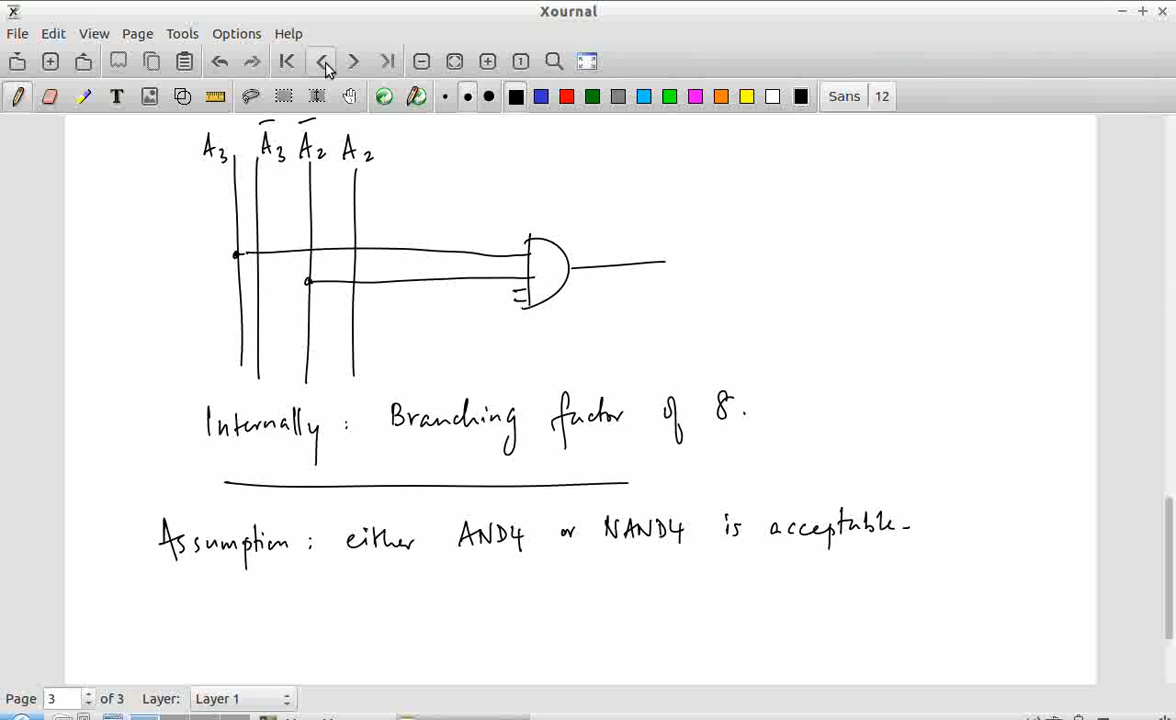 Xournal
File Edit View Page Tools Options Help
Sans 12
A3 A̅3 A̅2 A2
Internally : Branching factor of 8.
Assumption : either AND4 or NAND4 is acceptable.
Page 3 of 3 Layer: Layer 1